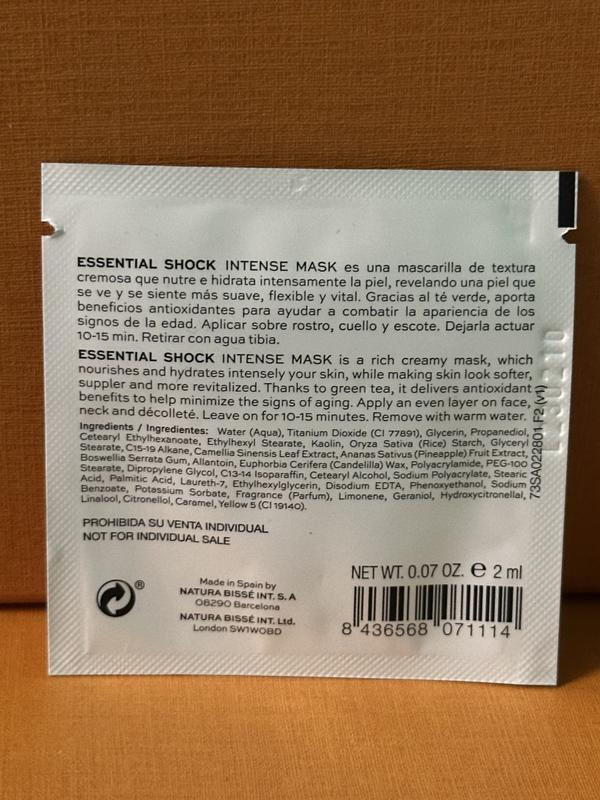 ESSENTIAL SHOCK INTENSE MASK es una mascarilla de textura
cremosa que nutre e hidrata intensamente la piel, revelando una piel que
se ve y se siente más suave, flexible y vital. Gracias al té verde, aporta
beneficios antioxidantes para ayudar a combatir la apariencia de los
signos de la edad. Aplicar sobre rostro, cuello y escote. Dejarla actuar
10-15 min. Retirar con agua tibia.
ESSENTIAL SHOCK INTENSE MASK is a rich creamy mask, which
nourishes and hydrates intensely your skin, while making skin look softer,
suppler and more revitalized. Thanks to green tea, it delivers antioxidant
benefits to help minimize the signs of aging. Apply an even layer on face,
neck and décolleté. Leave on for 10-15 minutes. Remove with warm water.
Ingredients / Ingredientes: Water (Aqua), Titanium Dioxide (CI 77891), Glycerin, Propanediol,
Cetearyl Ethylhexanoate, Ethylhexyl Stearate, Kaolin, Oryza Sativa (Rice) Starch, Glyceryl
Stearate, C15-19 Alkane, Camellia Sinensis Leaf Extract, Ananas Sativus (Pineapple) Fruit Extract,
Boswellia Serrata Gum, Allantoin, Euphorbia Cerifera (Candelilla) Wax, Polyacrylamide, PEG-100
Stearate, Dipropylene Glycol, C13-14 Isoparaffin, Cetearyl Alcohol, Sodium Polyacrylate, Stearic
Acid, Palmitic Acid, Laureth-7, Ethylhexylglycerin, Disodium EDTA, Phenoxyethanol, Sodium
Benzoate, Potassium Sorbate, Fragrance (Parfum), Limonene, Geraniol, Hydroxycitronellal,
Linalool, Citronellol, Caramel, Yellow 5 (CI 19140).
73SA022801.F2 (v1)
PROHIBIDA SU VENTA INDIVIDUAL
NOT FOR INDIVIDUAL SALE
NET WT. 0.07 OZ. ℮ 2 ml
®
Made in Spain by
NATURA BISSÉ INT. S.A
08290 Barcelona
NATURA BISSÉ INT. Ltd.
London SW1W0BD
8 436568 071114